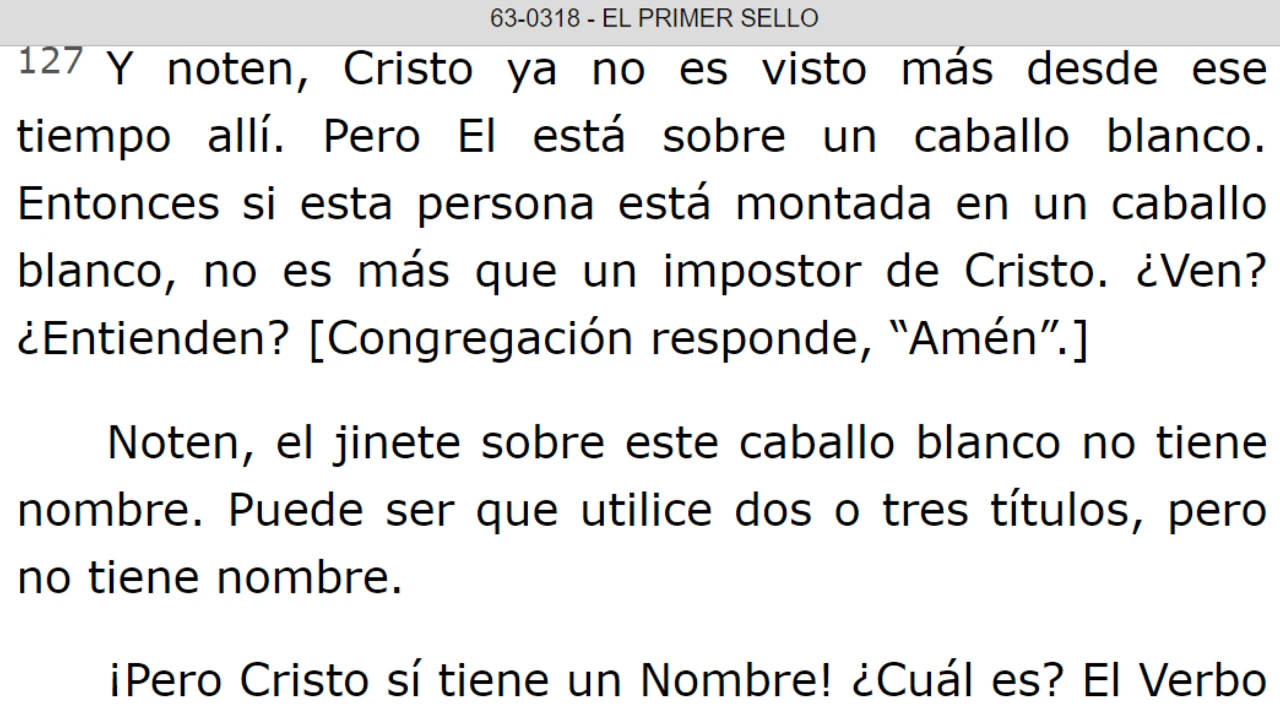 63-0318 - EL PRIMER SELLO
127 Y noten, Cristo ya no es visto más desde ese
tiempo allí. Pero El está sobre un caballo blanco.
Entonces si esta persona está montada en un caballo
blanco, no es más que un impostor de Cristo. ¿Ven?
¿Entienden? [Congregación responde, “Amén”.]
Noten, el jinete sobre este caballo blanco no tiene
nombre. Puede ser que utilice dos o tres títulos, pero
no tiene nombre.
¡Pero Cristo sí tiene un Nombre! ¿Cuál es? El Verbo